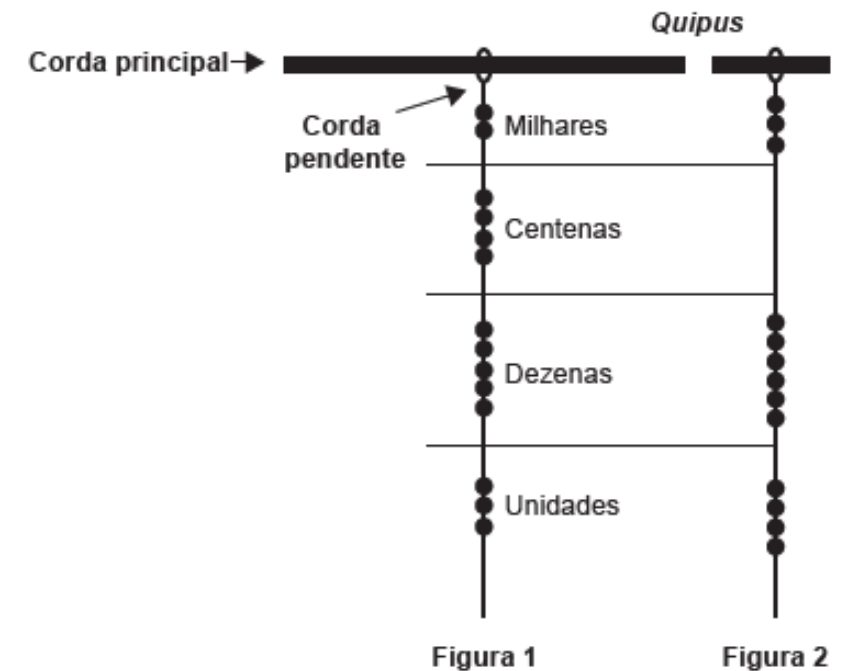 Quipus
Corda principal
Corda
pendente
Milhares
Centenas
Dezenas
Unidades
Figura 1
Figura 2